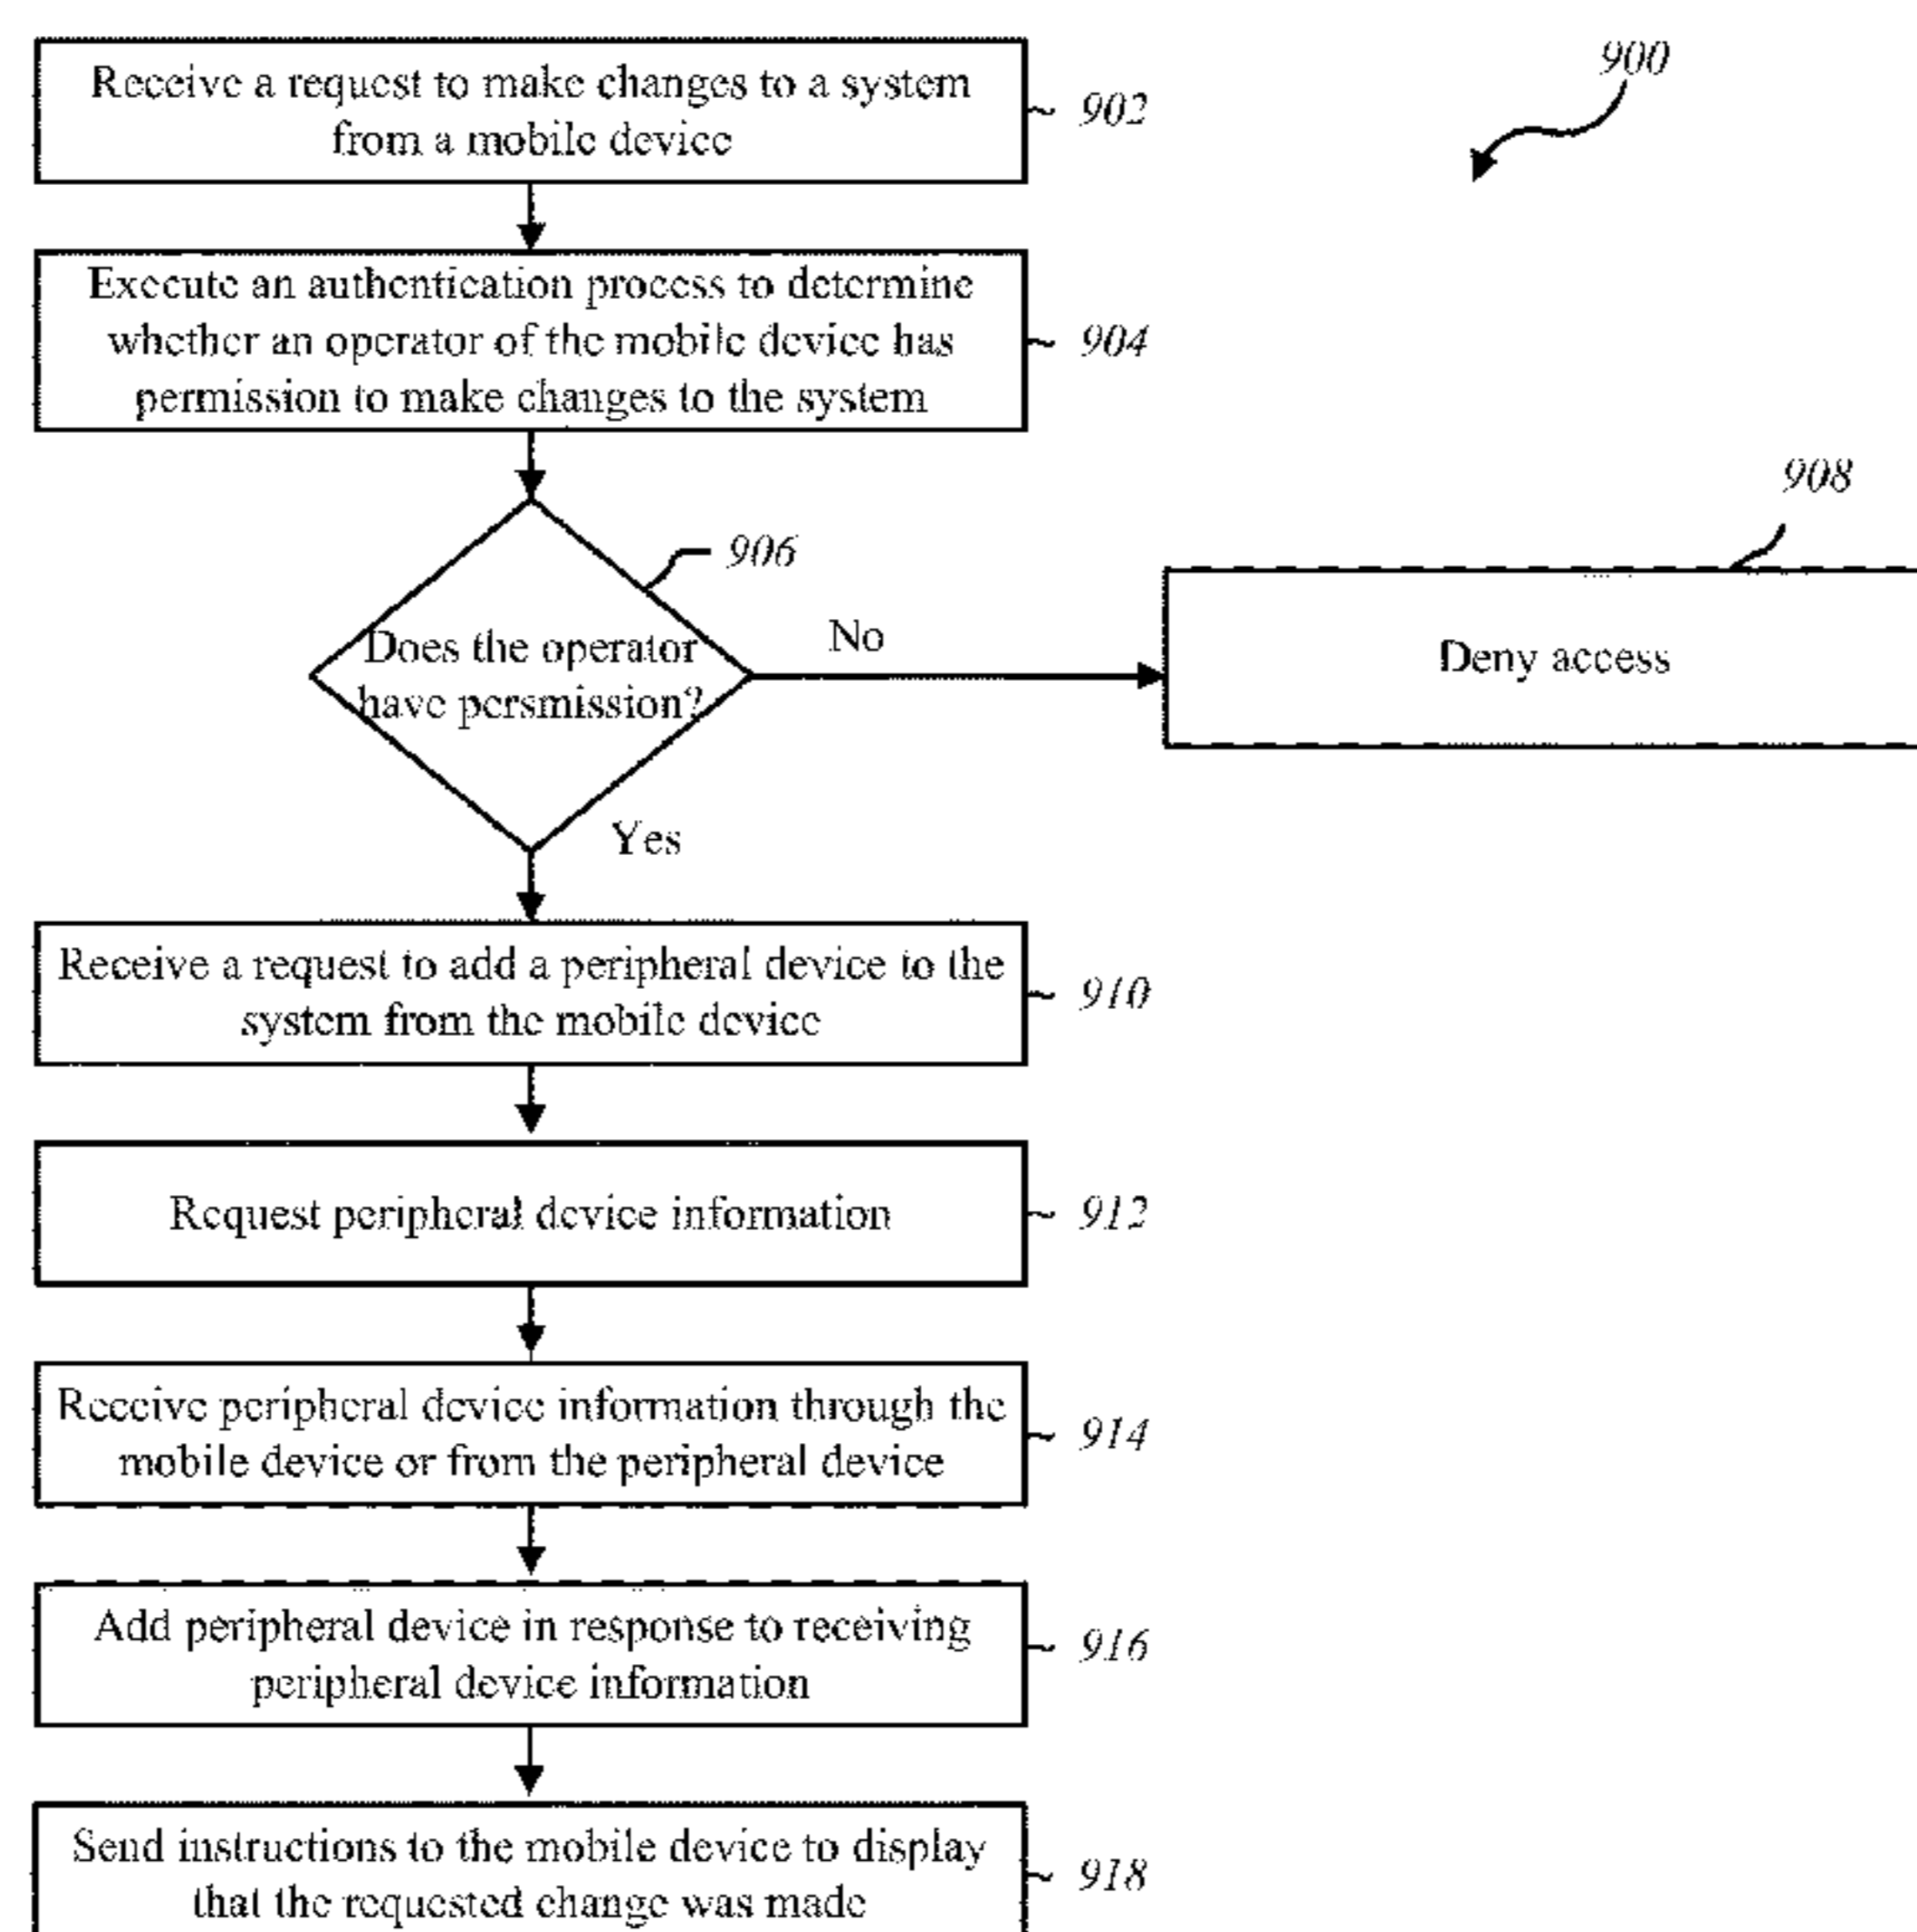 900
Receive a request to make changes to a system
from a mobile device
902
Execute an authentication process to determine
whether an operator of the mobile device has
permission to make changes to the system
904
908
906
Does the operator
have persmission?
No
Deny access
Yes
Receive a request to add a peripheral device to the
system from the mobile device
910
Request peripheral device information
912
Receive peripheral device information through the
mobile device or from the peripheral device
914
Add peripheral device in response to receiving
peripheral device information
916
Send instructions to the mobile device to display
that the requested change was made
918